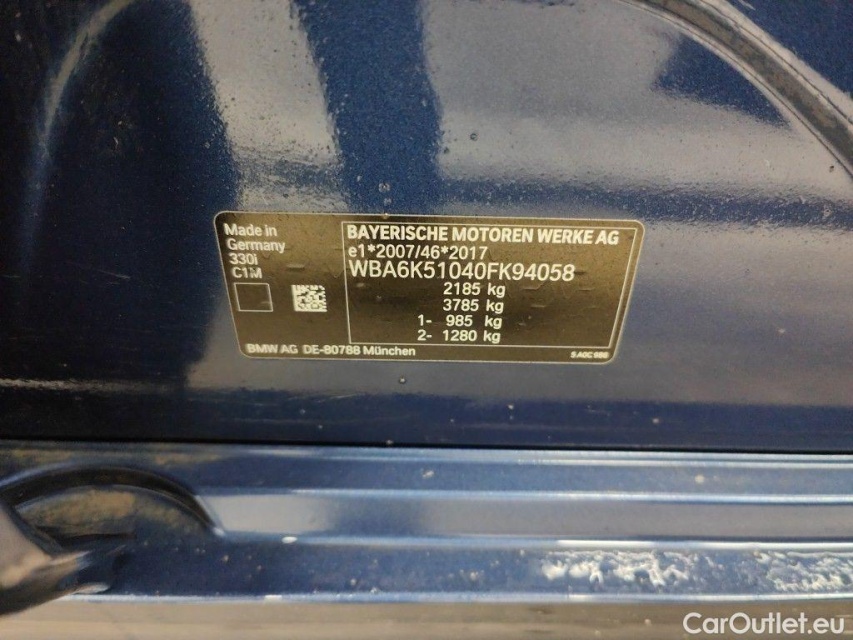 Made in
Germany
330i
C1M
BAYERISCHE MOTOREN WERKE AG
e1*2007/46*2017
WBA6K51040FK94058
2185 kg
3785 kg
1- 985 kg
2- 1280 kg
BMW AG DE-80788 München
CarOutlet.eu